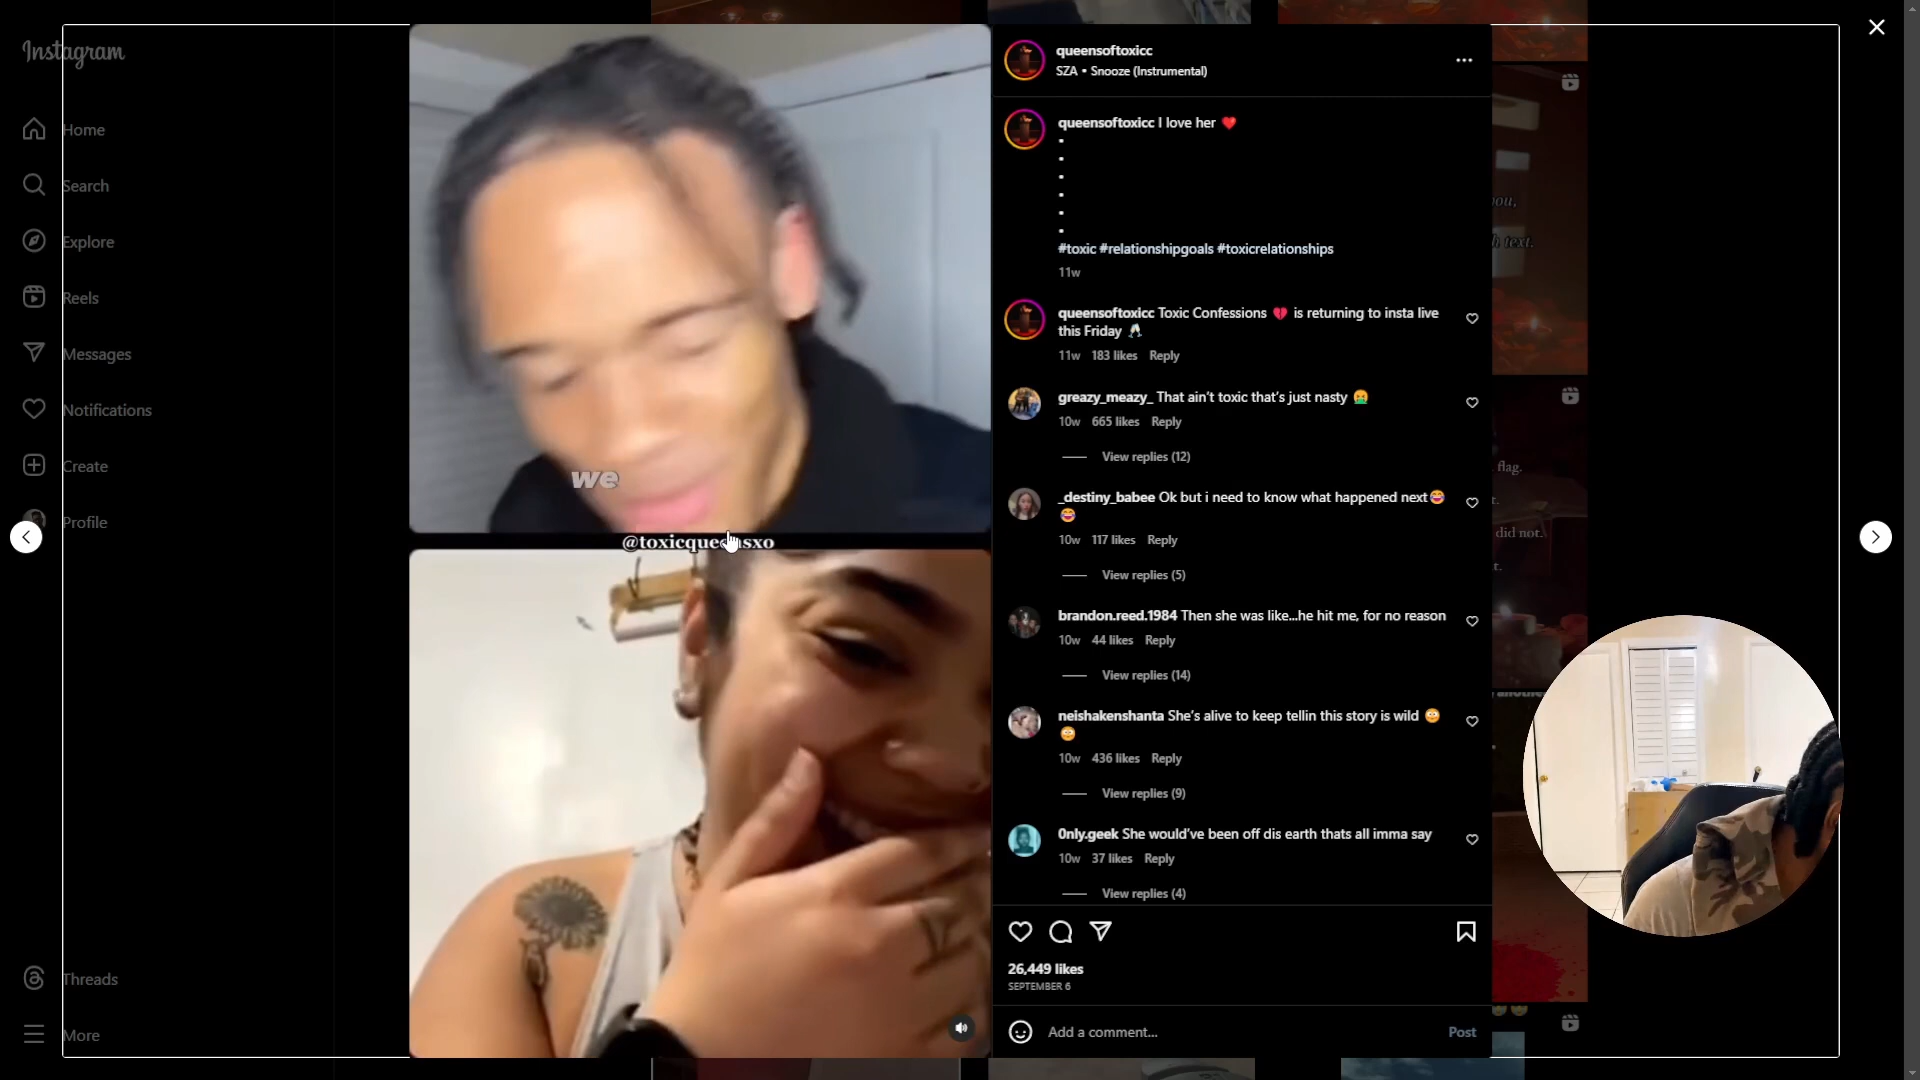 Instagram
Home
Search
Explore
Reels
Messages
Notifications
Create
Profile
Threads
More
we
@toxicqueensxo
queensoftoxicc
SZA • Snooze (Instrumental)
queensoftoxicc I love her ❤️
•
•
•
•
•
•
#toxic #relationshipgoals #toxicrelationships
11w
queensoftoxicc Toxic Confessions 💔 is returning to insta live
this Friday 🥂
11w 183 likes Reply
greazy_meazy_ That ain't toxic that's just nasty 🤮
10w 665 likes Reply
View replies (12)
_destiny_babee Ok but i need to know what happened next😂
😂
10w 117 likes Reply
View replies (5)
brandon.reed.1984 Then she was like...he hit me, for no reason
10w 44 likes Reply
View replies (14)
neishakenshanta She's alive to keep tellin this story is wild 😳
😳
10w 436 likes Reply
View replies (9)
0nly.geek She would've been off dis earth thats all imma say
10w 37 likes Reply
View replies (4)
26,449 likes
SEPTEMBER 6
Add a comment...
Post
you,
text.
flag.
did not.